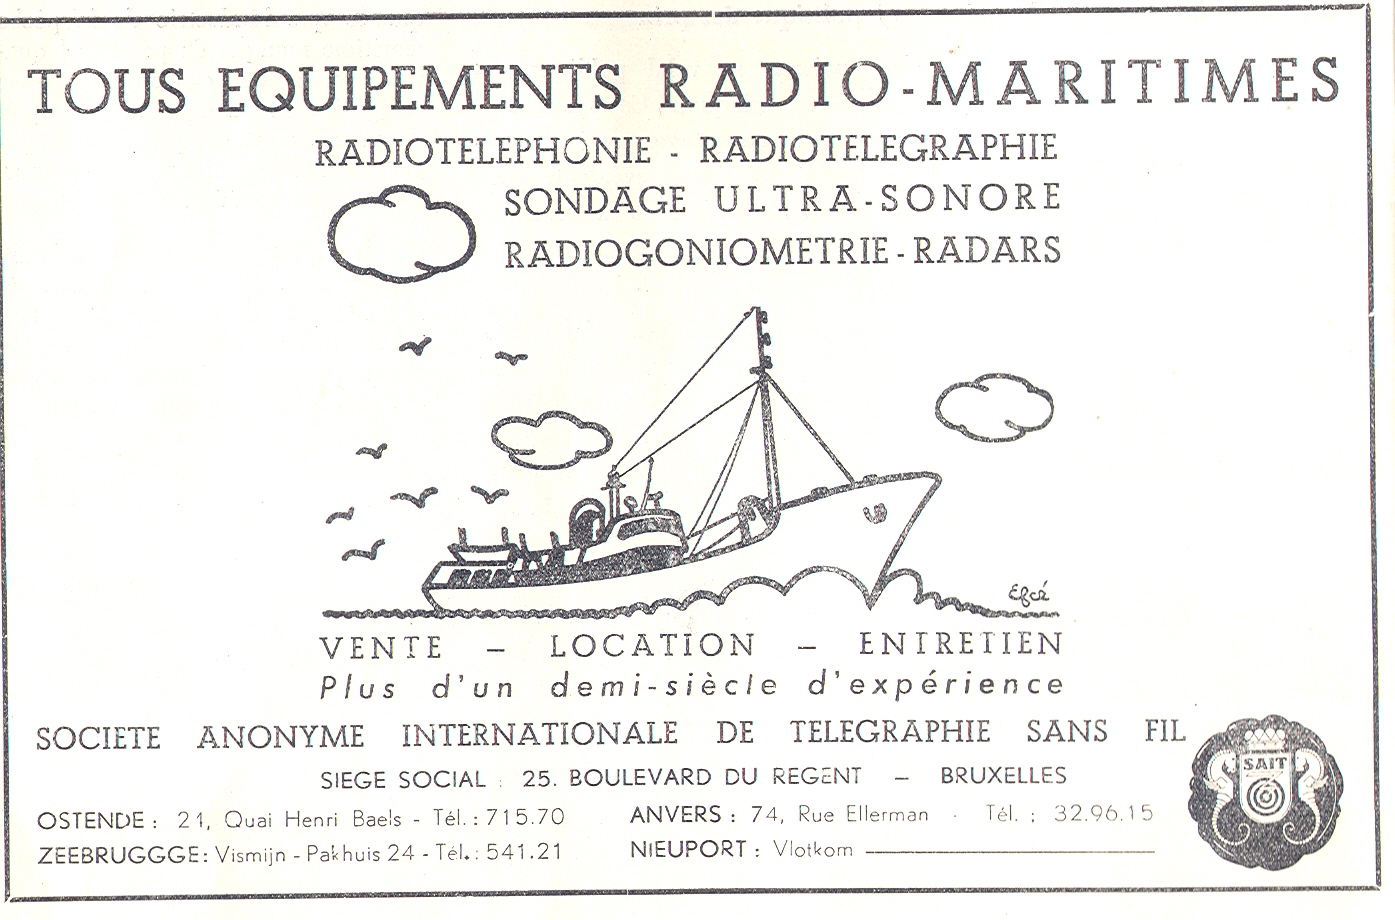 TOUS EQUIPEMENTS RADIO-MARITIMES
RADIOTELEPHONIE - RADIOTELEGRAPHIE
SONDAGE ULTRA-SONORE
RADIOGONIOMETRIE - RADARS
Efcé
VENTE – LOCATION – ENTRETIEN
Plus d'un demi-siècle d'expérience
SOCIETE ANONYME INTERNATIONALE DE TELEGRAPHIE SANS FIL
SAIT
SIEGE SOCIAL : 25. BOULEVARD DU REGENT – BRUXELLES
OSTENDE : 21, Quai Henri Baels - Tél. : 715.70
ANVERS : 74, Rue Ellerman - Tél. : 32.96.15
ZEEBRUGGGE : Vismijn - Pakhuis 24 - Tél. : 541.21
NIEUPORT : Vlotkom